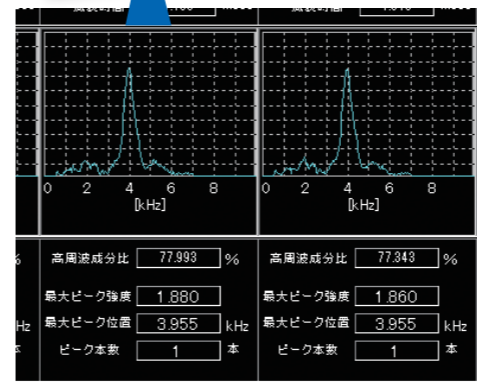 0 2 4 6 8 0 2 4 6 8
[kHz] [kHz]
% 高周波成分比 77.993 % 高周波成分比 77.343 %
最大ピーク強度 1.880 最大ピーク強度 1.860
Hz 最大ピーク位置 3.955 kHz 最大ピーク位置 3.955 kHz
本 ピーク本数 1 本 ピーク本数 1 本